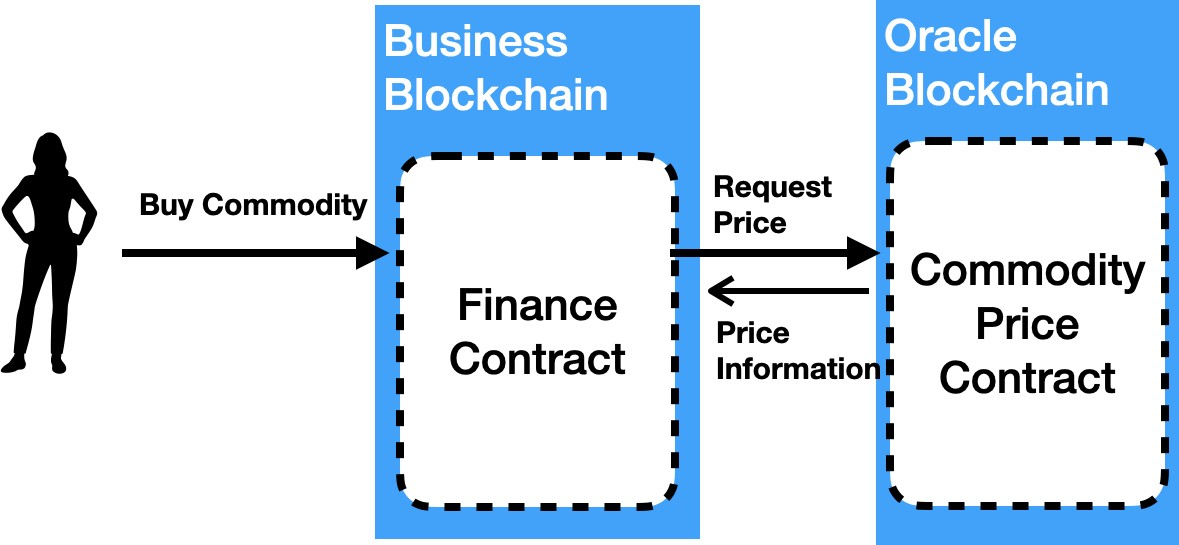 Business
Blockchain
Oracle
Blockchain
Buy Commodity
Request
Price
Finance
Contract
Price
Information
Commodity
Price
Contract